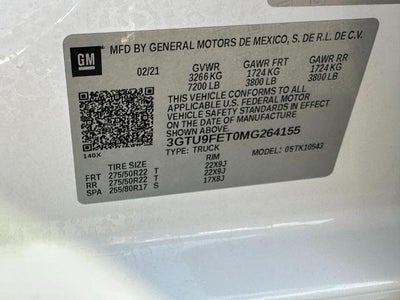 GM
MFD BY GENERAL MOTORS DE MEXICO, S. DE R.L. DE C.V.
02/21 GVWR GAWR FRT GAWR RR
3266 KG 1724 KG 1724 KG
7200 LB 3800 LB 3800 LB
THIS VEHICLE CONFORMS TO ALL
APPLICABLE U.S. FEDERAL MOTOR
VEHICLE SAFETY STANDARDS IN
EFFECT ON THE DATE OF
MANUFACTURE SHOWN ABOVE.
3GTU9FET0MG264155
140X TYPE: TRUCK MODEL: 05TK10543
TIRE SIZE RIM
FRT 275/50R22 T 22X9J
RR 275/50R22 T 22X9J
SPA 255/80R17 S 17X8J